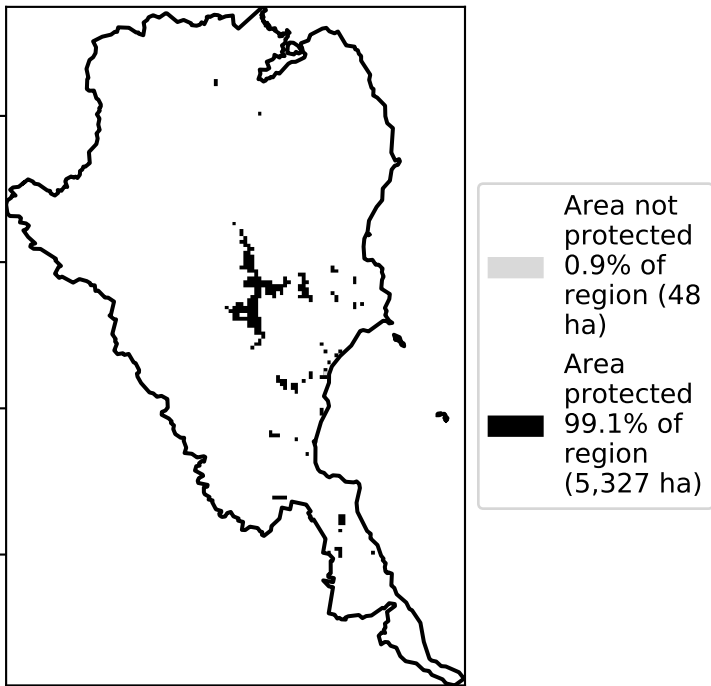 Area not
protected
0.9% of
region (48
ha)
Area
protected
99.1% of
region
(5,327 ha)